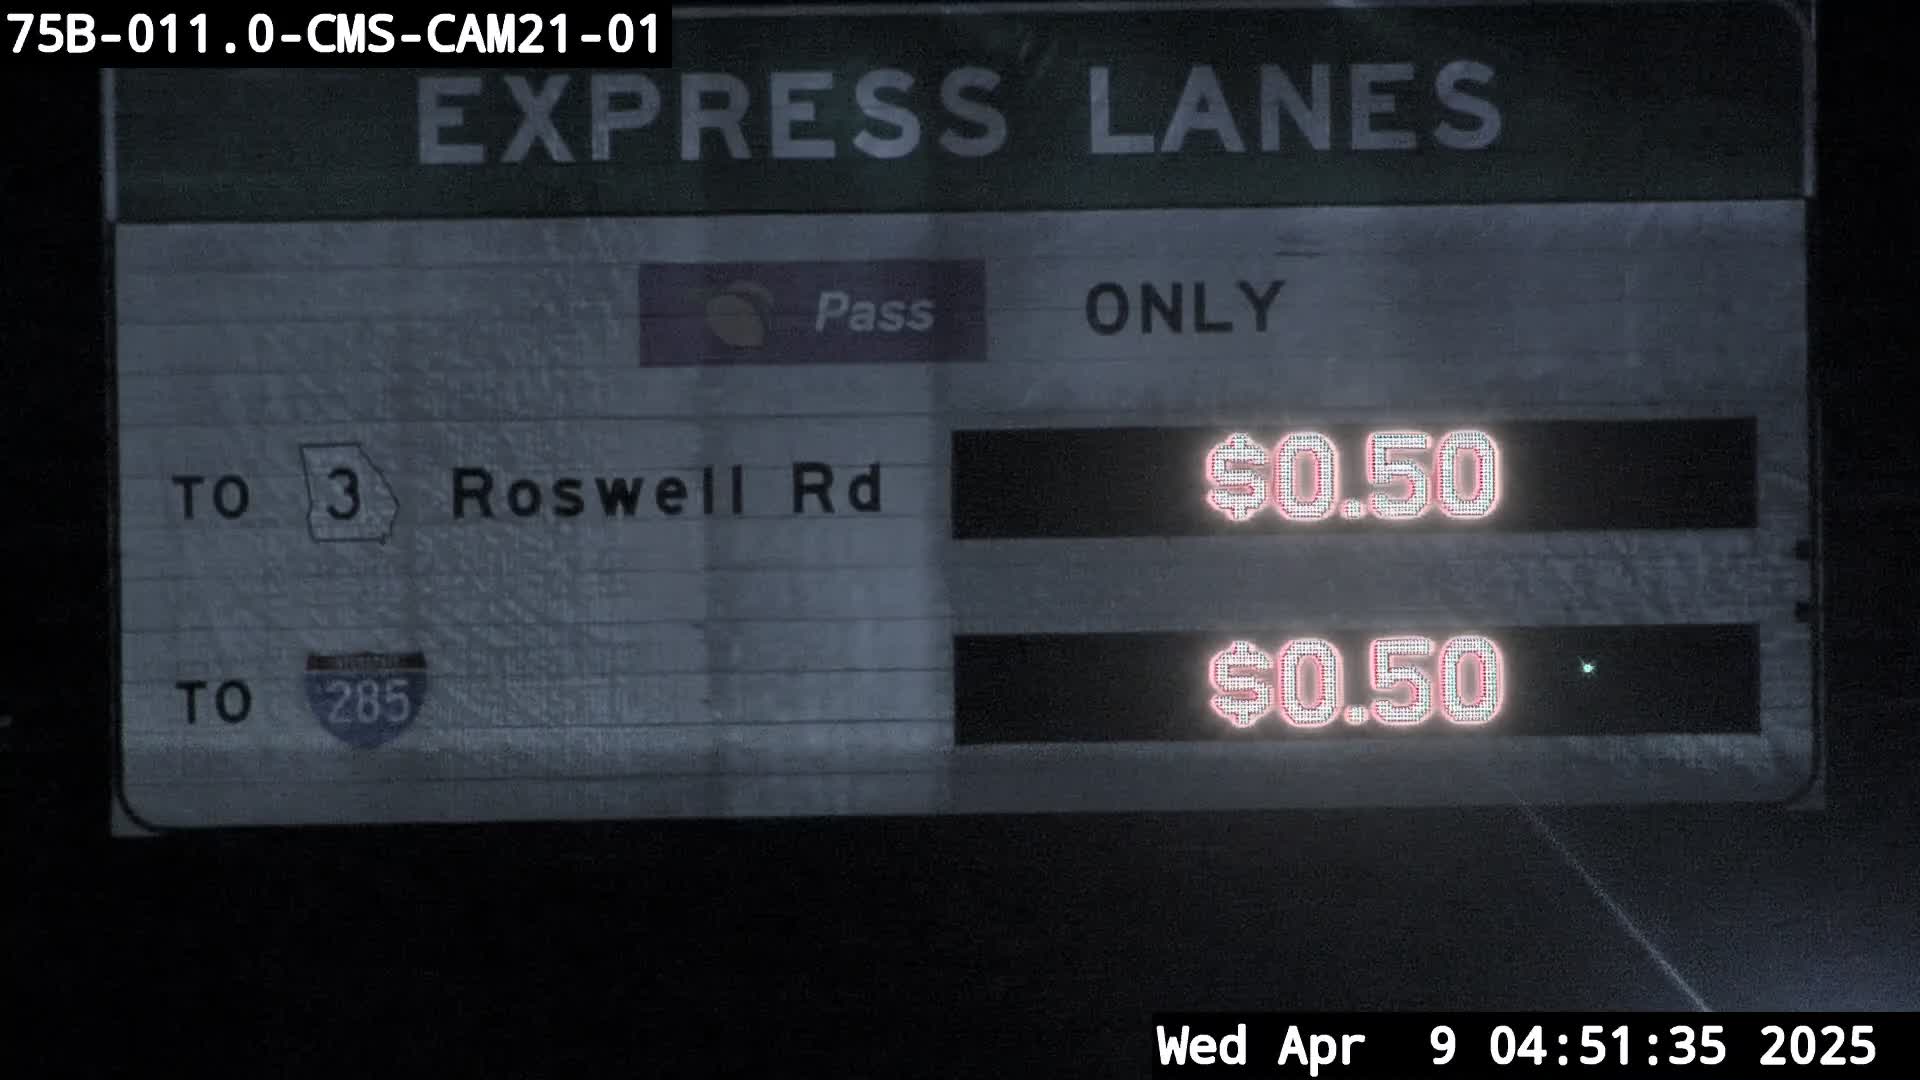 75B-011.0-CMS-CAM21-01
EXPRESS LANES
Pass ONLY
TO 3 Roswell Rd $0.50
TO 285 $0.50
Wed Apr 9 04:51:35 2025